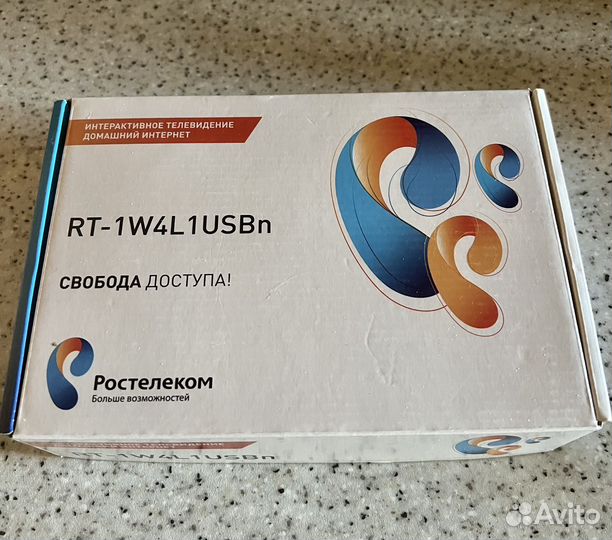 ИНТЕРАКТИВНОЕ ТЕЛЕВИДЕНИЕ
ДОМАШНИЙ ИНТЕРНЕТ
RT-1W4L1USBn
СВОБОДА ДОСТУПА!
Ростелеком
Больше возможностей
RT-1W4L1USBn
Avito